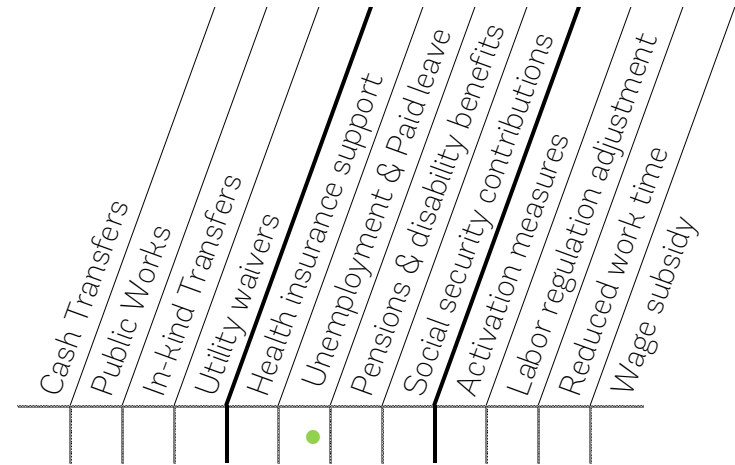 Cash Transfers
Public Works
In-kind Transfers
Utility waivers
Health insurance support
Unemployment & Paid leave
Pensions & disability benefits
Social security contributions
Activation measures
Labor regulation adjustment
Reduced work time
Wage subsidy